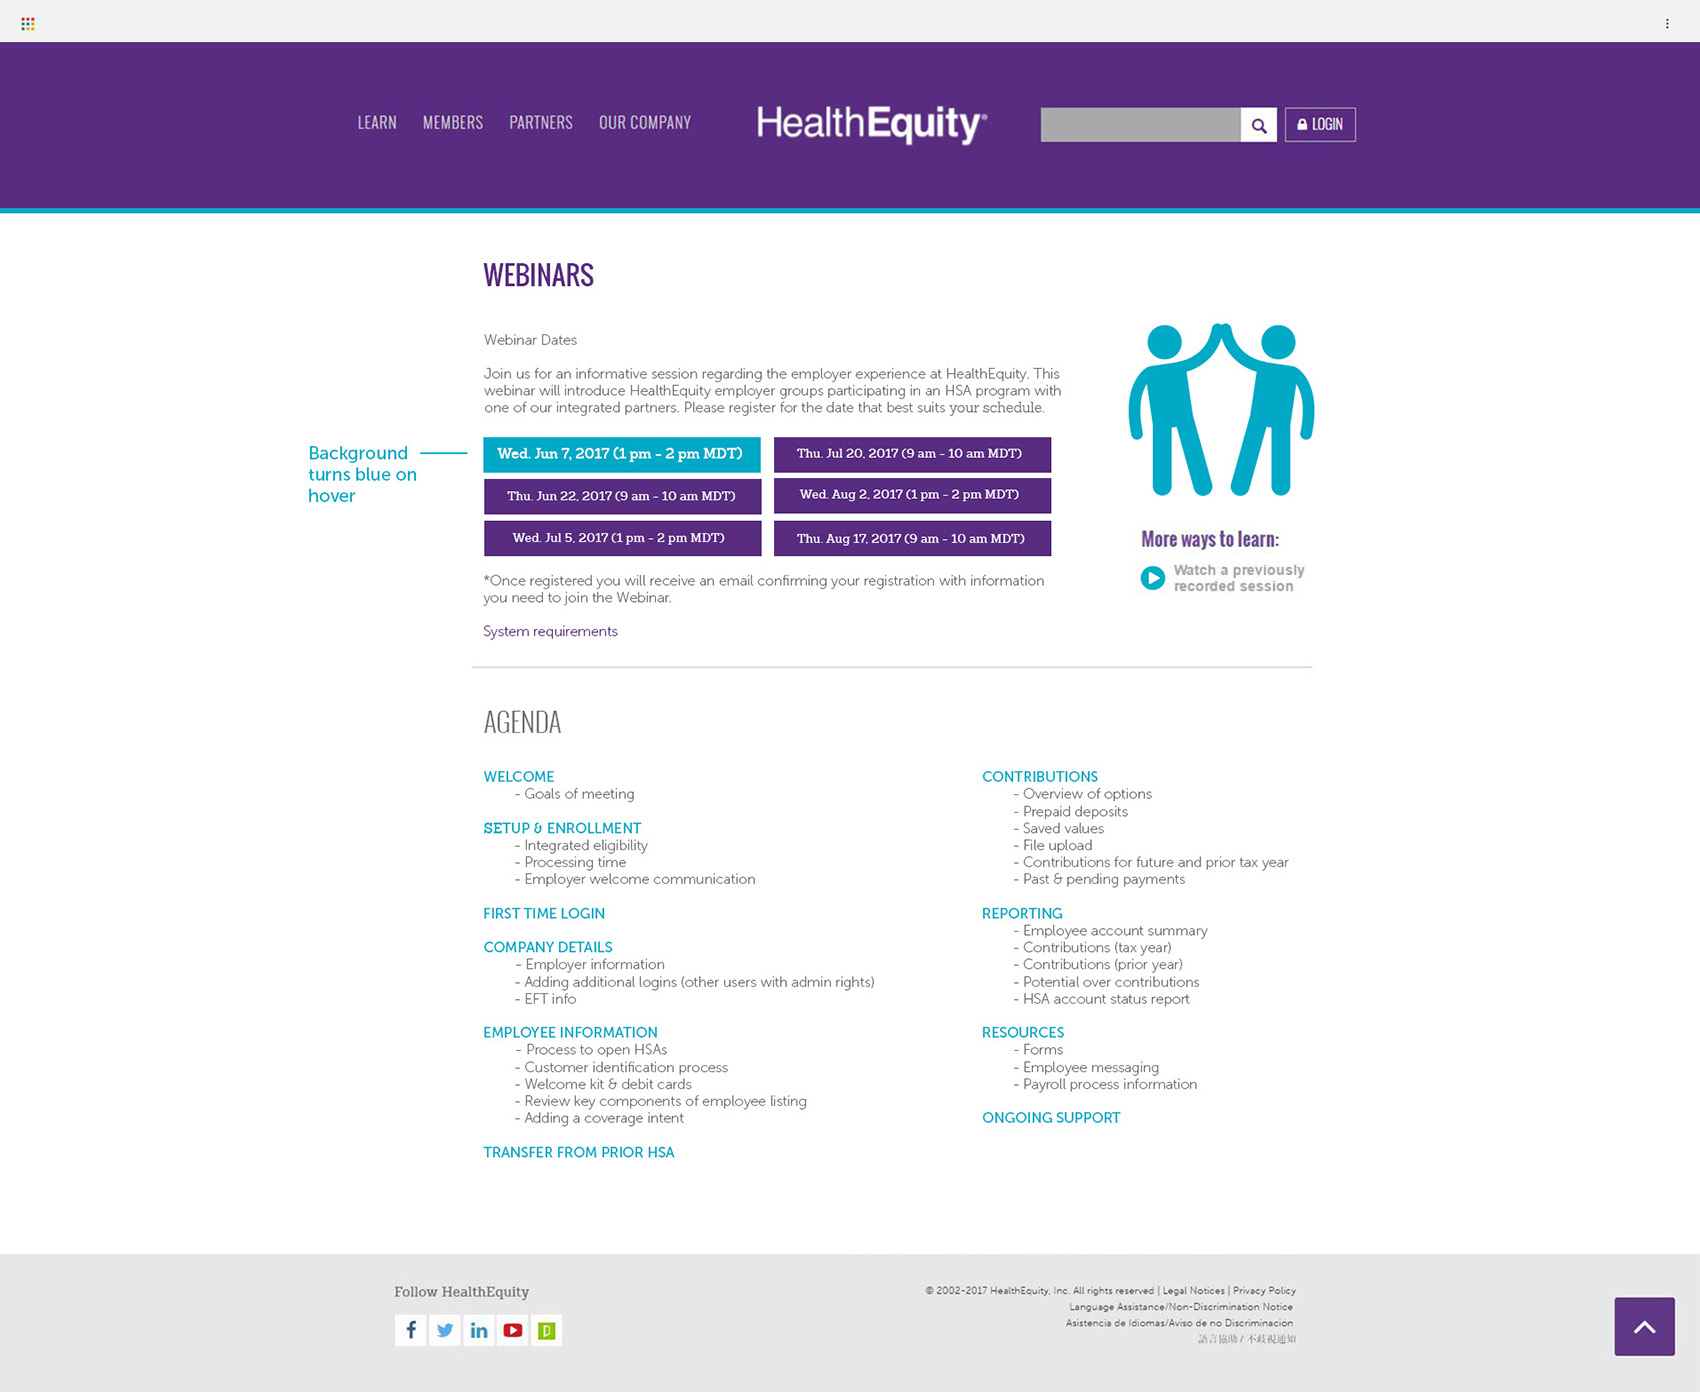 LEARN MEMBERS PARTNERS OUR COMPANY
HealthEquity®
LOGIN
WEBINARS
Webinar Dates
Join us for an informative session regarding the employer experience at HealthEquity. This
webinar will introduce HealthEquity employer groups participating in an HSA program with
one of our integrated partners. Please register for the date that best suits your schedule.
Background
turns blue on
hover
Wed. Jun 7, 2017 (1 pm - 2 pm MDT)
Thu. Jun 22, 2017 (9 am - 10 am MDT)
Wed. Jul 5, 2017 (1 pm - 2 pm MDT)
Thu. Jul 20, 2017 (9 am - 10 am MDT)
Wed. Aug 2, 2017 (1 pm - 2 pm MDT)
Thu. Aug 17, 2017 (9 am - 10 am MDT)
*Once registered you will receive an email confirming your registration with information
you need to join the Webinar.
System requirements
More ways to learn:
Watch a previously
recorded session
AGENDA
WELCOME
- Goals of meeting
SETUP & ENROLLMENT
- Integrated eligibility
- Processing time
- Employer welcome communication
FIRST TIME LOGIN
COMPANY DETAILS
- Employer information
- Adding additional logins (other users with admin rights)
- EFT info
EMPLOYEE INFORMATION
- Process to open HSAs
- Customer identification process
- Welcome kit & debit cards
- Review key components of employee listing
- Adding a coverage intent
TRANSFER FROM PRIOR HSA
CONTRIBUTIONS
- Overview of options
- Prepaid deposits
- Saved values
- File upload
- Contributions for future and prior tax year
- Past & pending payments
REPORTING
- Employee account summary
- Contributions (tax year)
- Contributions (prior year)
- Potential over contributions
- HSA account status report
RESOURCES
- Forms
- Employee messaging
- Payroll process information
ONGOING SUPPORT
Follow HealthEquity
© 2002-2017 HealthEquity, Inc. All rights reserved | Legal Notices | Privacy Policy
Language Assistance/Non-Discrimination Notice
Asistencia de Idiomas/Aviso de no Discriminación
語言協助 / 不歧視通知